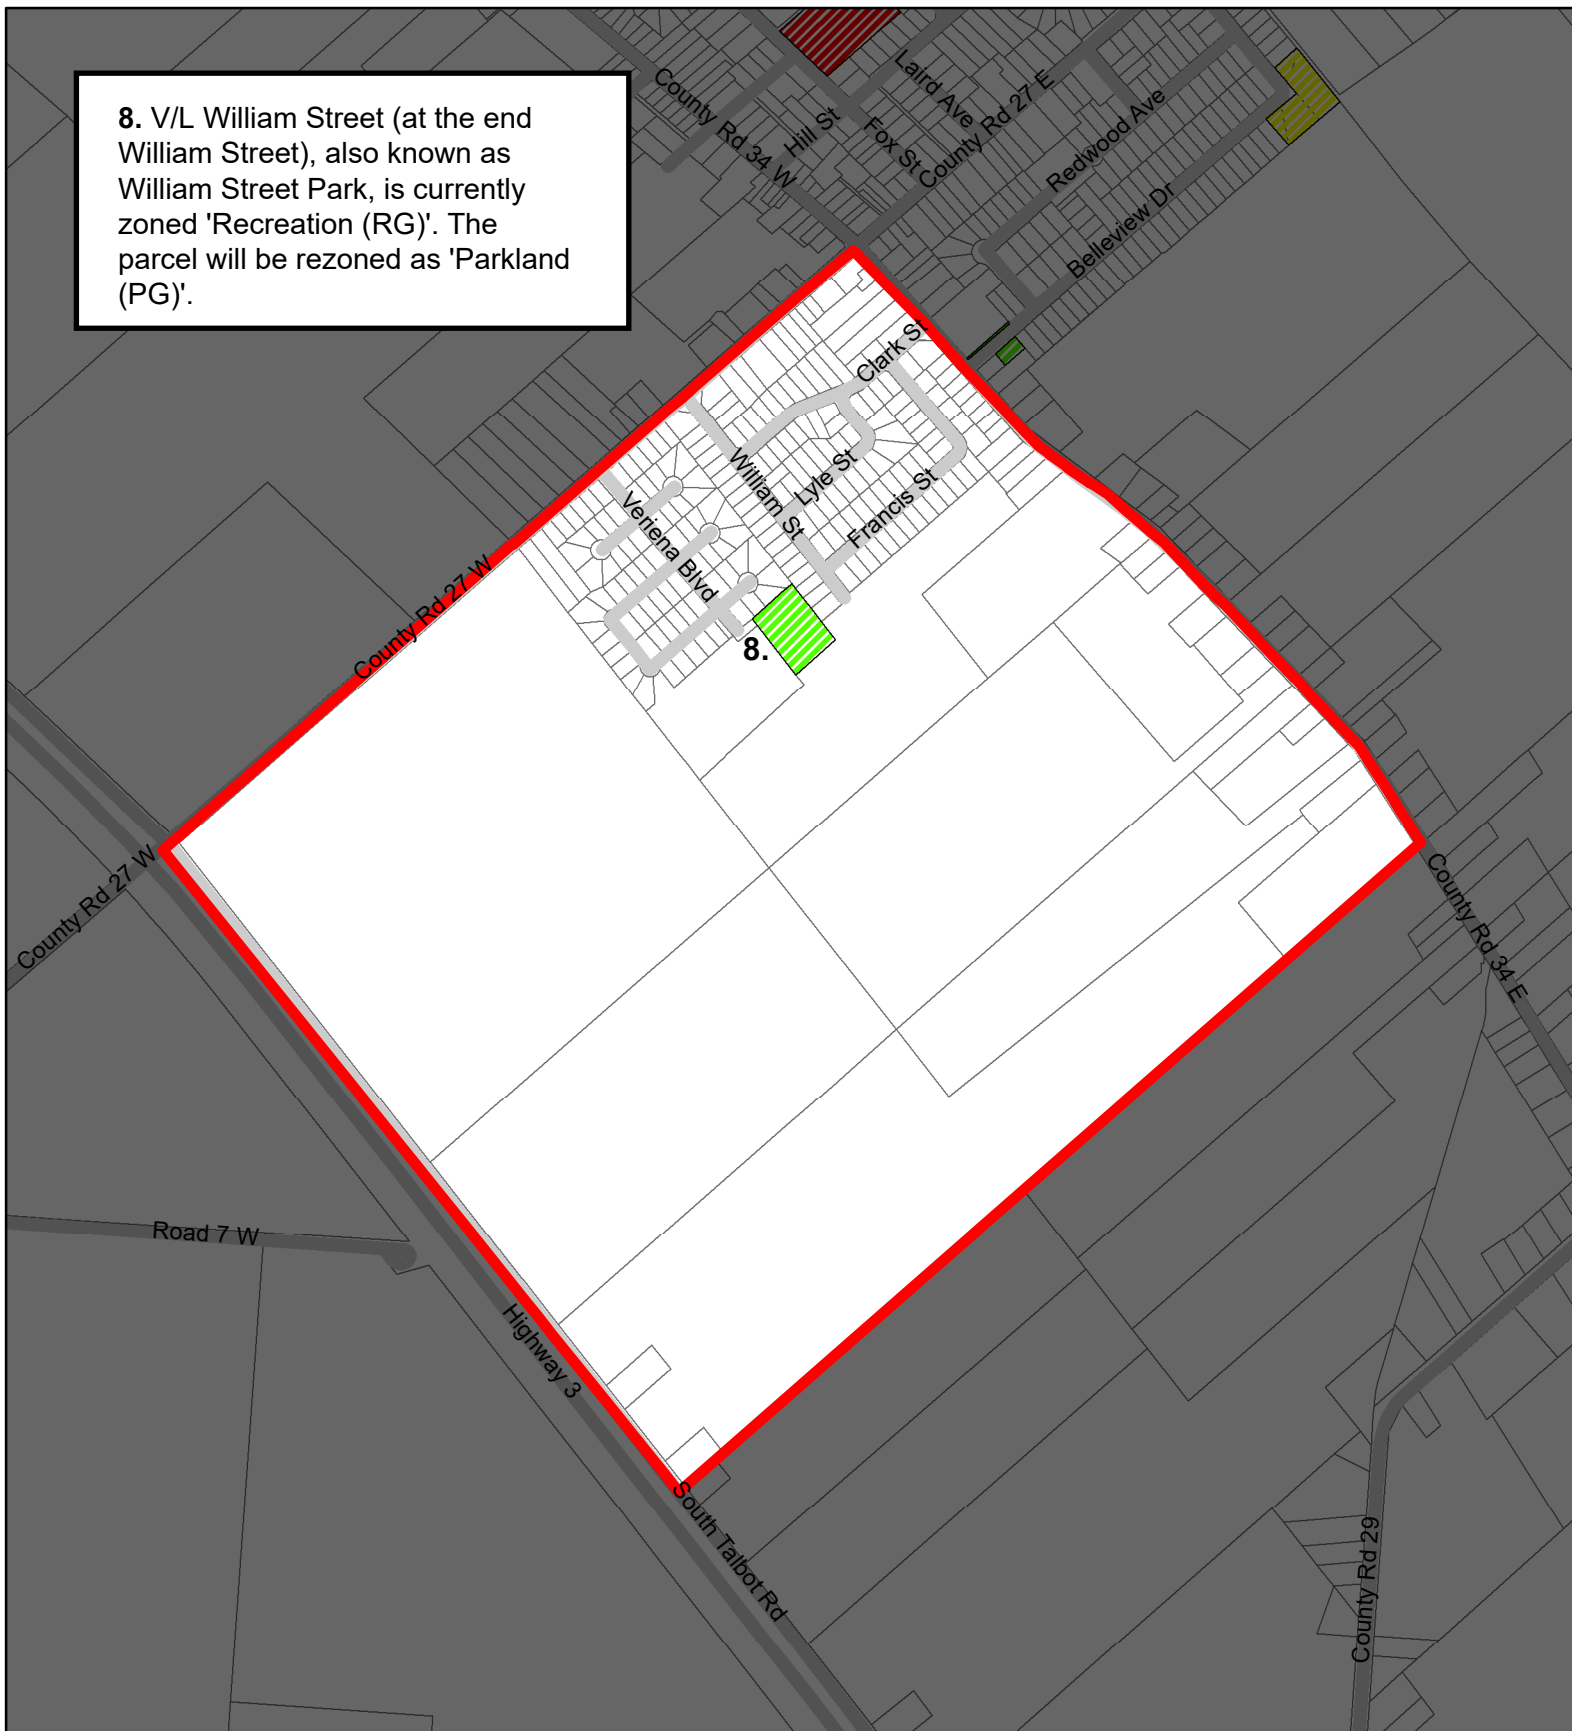 8. V/L William Street (at the end
William Street), also known as
William Street Park, is currently
zoned 'Recreation (RG)'. The
parcel will be rezoned as 'Parkland
(PG)'.
County Rd 34 W
Hill St
Laird Ave
Fox St
County Rd 27 E
Redwood Ave
Belleview Dr
Clark St
William St
Lyle St
Francis St
Veriena Blvd
8.
County Rd 27 W
County Rd 27 W
County Rd 34 E
Road 7 W
Highway 3
South Talbot Rd
County Rd 29